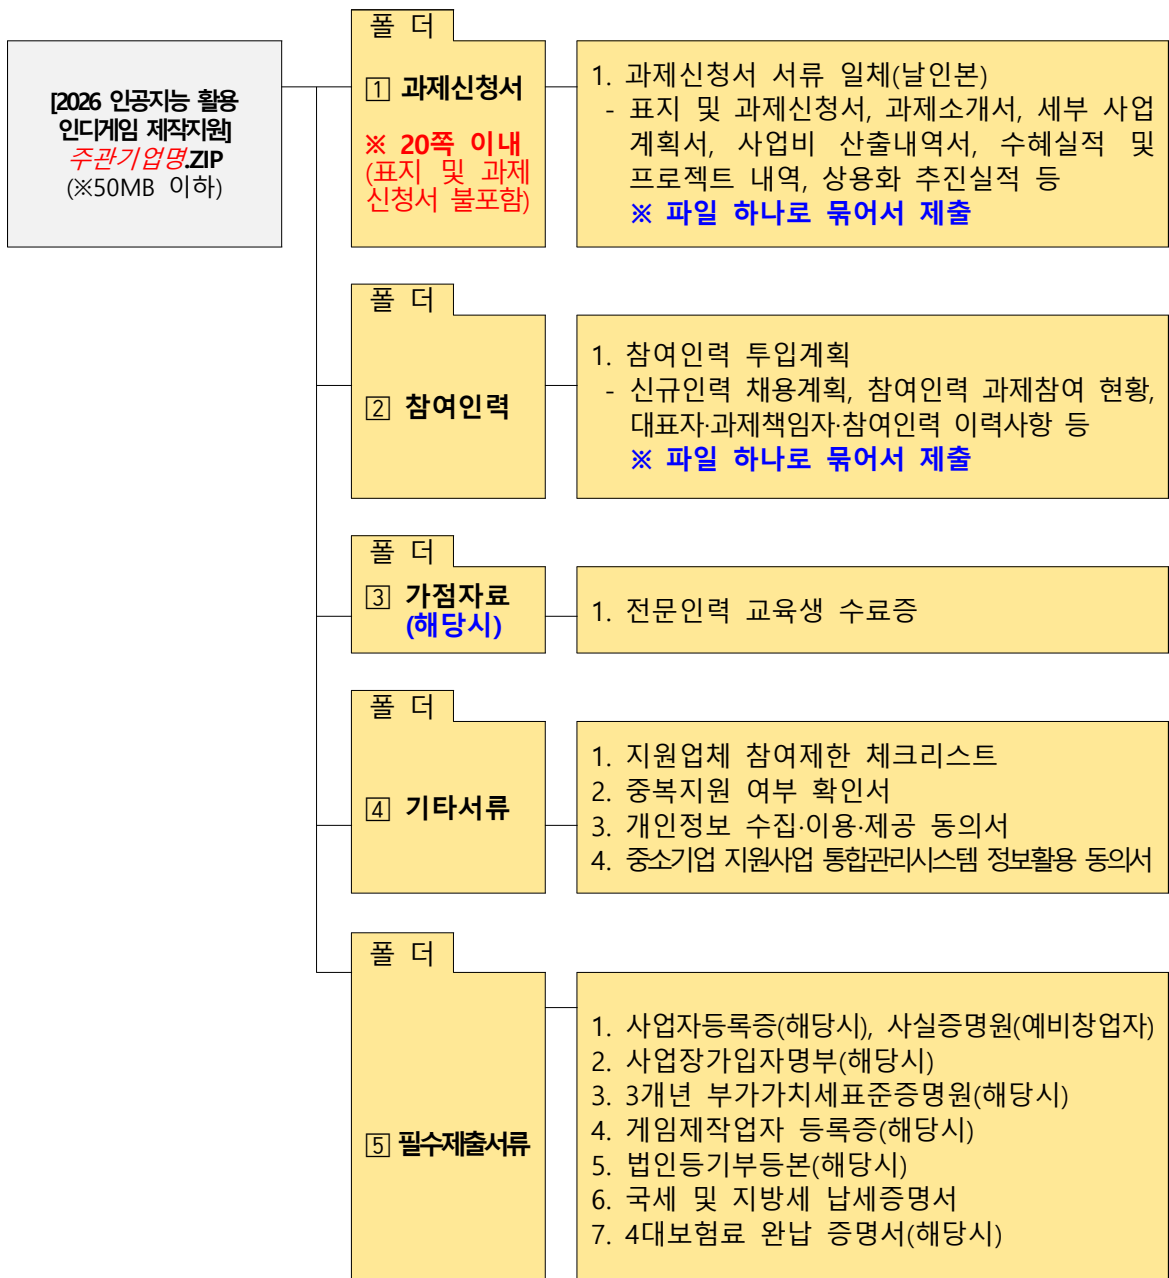 [2026 인공지능 활용
인디게임 제작지원]
주관기업명.ZIP
(※50MB 이하)
폴 더
1 과제신청서
※ 20쪽 이내
(표지 및 과제
신청서 불포함)
1. 과제신청서 서류 일체(날인본)
- 표지 및 과제신청서, 과제소개서, 세부 사업
계획서, 사업비 산출내역서, 수혜실적 및
프로젝트 내역, 상용화 추진실적 등
※ 파일 하나로 묶어서 제출
폴 더
2 참여인력
1. 참여인력 투입계획
- 신규인력 채용계획, 참여인력 과제참여 현황,
대표자·과제책임자·참여인력 이력사항 등
※ 파일 하나로 묶어서 제출
폴 더
3 가점자료
(해당시)
1. 전문인력 교육생 수료증
폴 더
4 기타서류
1. 지원업체 참여제한 체크리스트
2. 중복지원 여부 확인서
3. 개인정보 수집·이용·제공 동의서
4. 중소기업 지원사업 통합관리시스템 정보활용 동의서
폴 더
5 필수제출서류
1. 사업자등록증(해당시), 사실증명원(예비창업자)
2. 사업장가입자명부(해당시)
3. 3개년 부가가치세표준증명원(해당시)
4. 게임제작업자 등록증(해당시)
5. 법인등기부등본(해당시)
6. 국세 및 지방세 납세증명서
7. 4대보험료 완납 증명서(해당시)